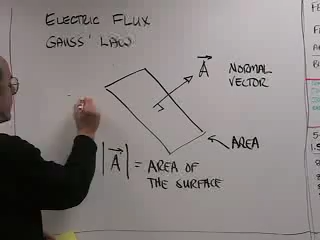 ELECTRIC FLUX
GAUSS' LAW
A NORMAL
VECTOR
AREA
|A| = AREA OF
THE SURFACE